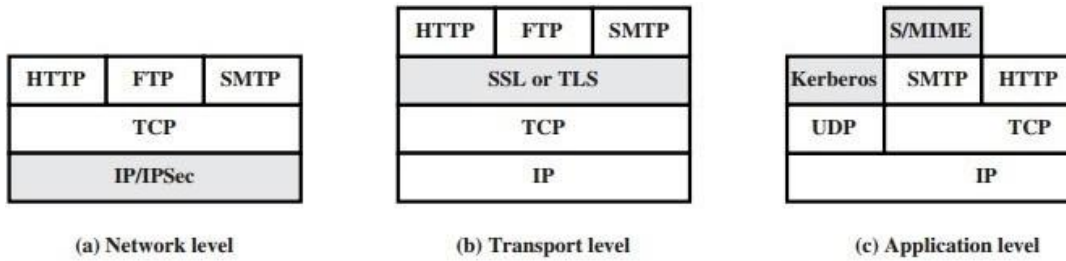 HTTP FTP SMTP
TCP
IP/IPSec
(a) Network level
HTTP FTP SMTP
SSL or TLS
TCP
IP
(b) Transport level
S/MIME
Kerberos SMTP HTTP
UDP TCP
IP
(c) Application level